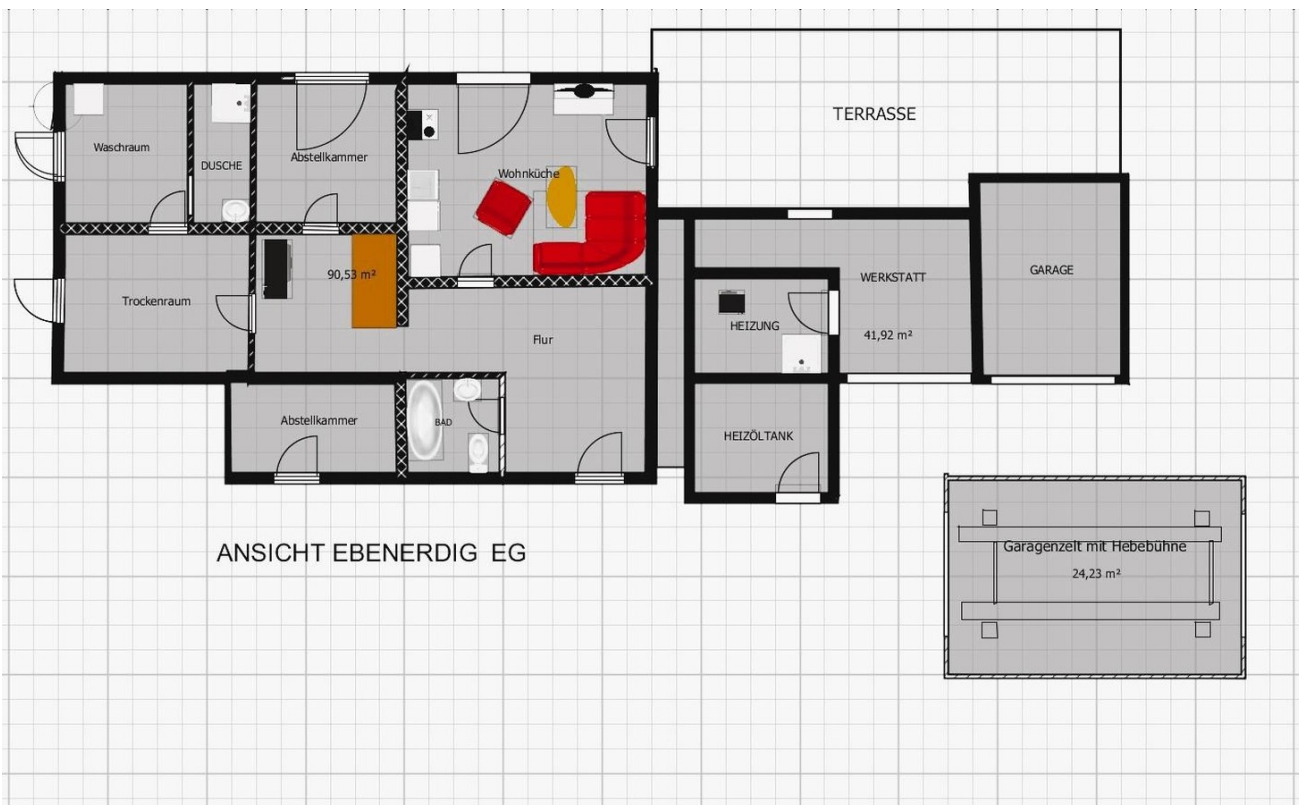 TERRASSE
Waschraum
DUSCHE
Abstellkammer
Wohnküche
90,53 m²
Trockenraum
Flur
WERKSTATT
41,92 m²
GARAGE
HEIZUNG
Abstellkammer
BAD
HEIZÖLTANK
ANSICHT EBENERDIG EG
Garagenzelt mit Hebebühne
24,23 m²